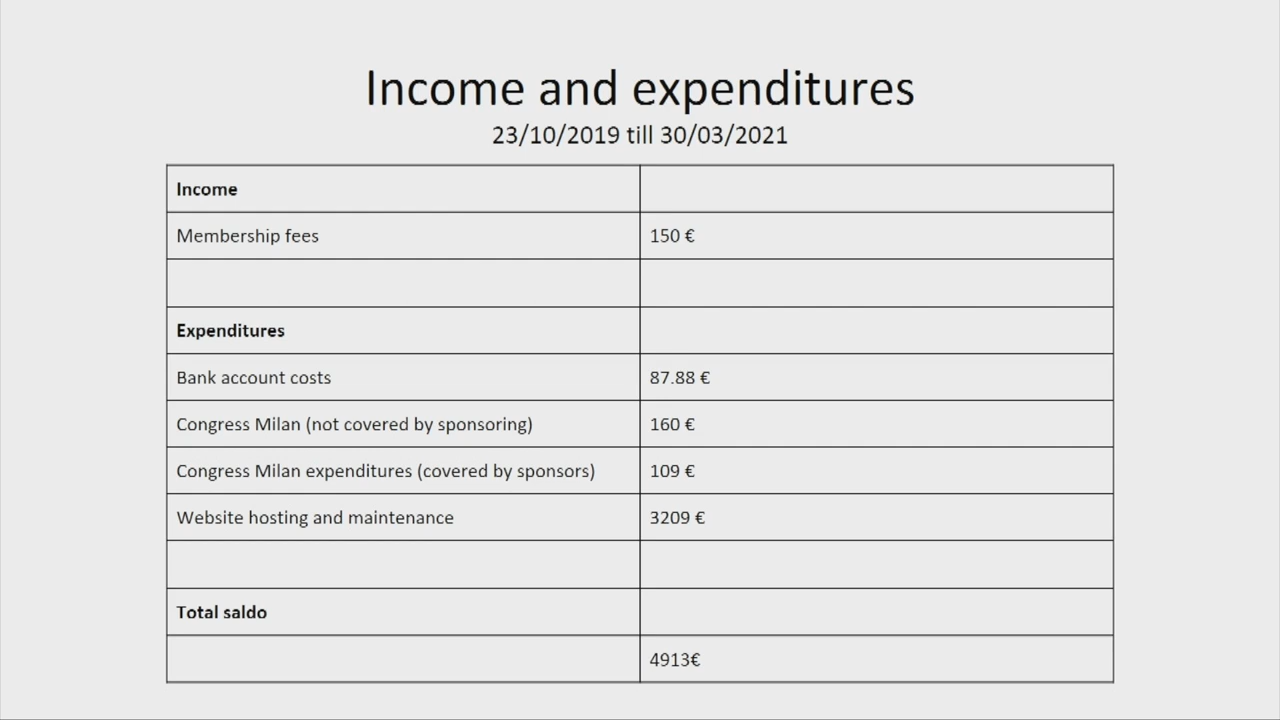 Income and expenditures
23/10/2019 till 30/03/2021
Income
Membership fees 150 €
Expenditures
Bank account costs 87.88 €
Congress Milan (not covered by sponsoring) 160 €
Congress Milan expenditures (covered by sponsors) 109 €
Website hosting and maintenance 3209 €
Total saldo
4913€